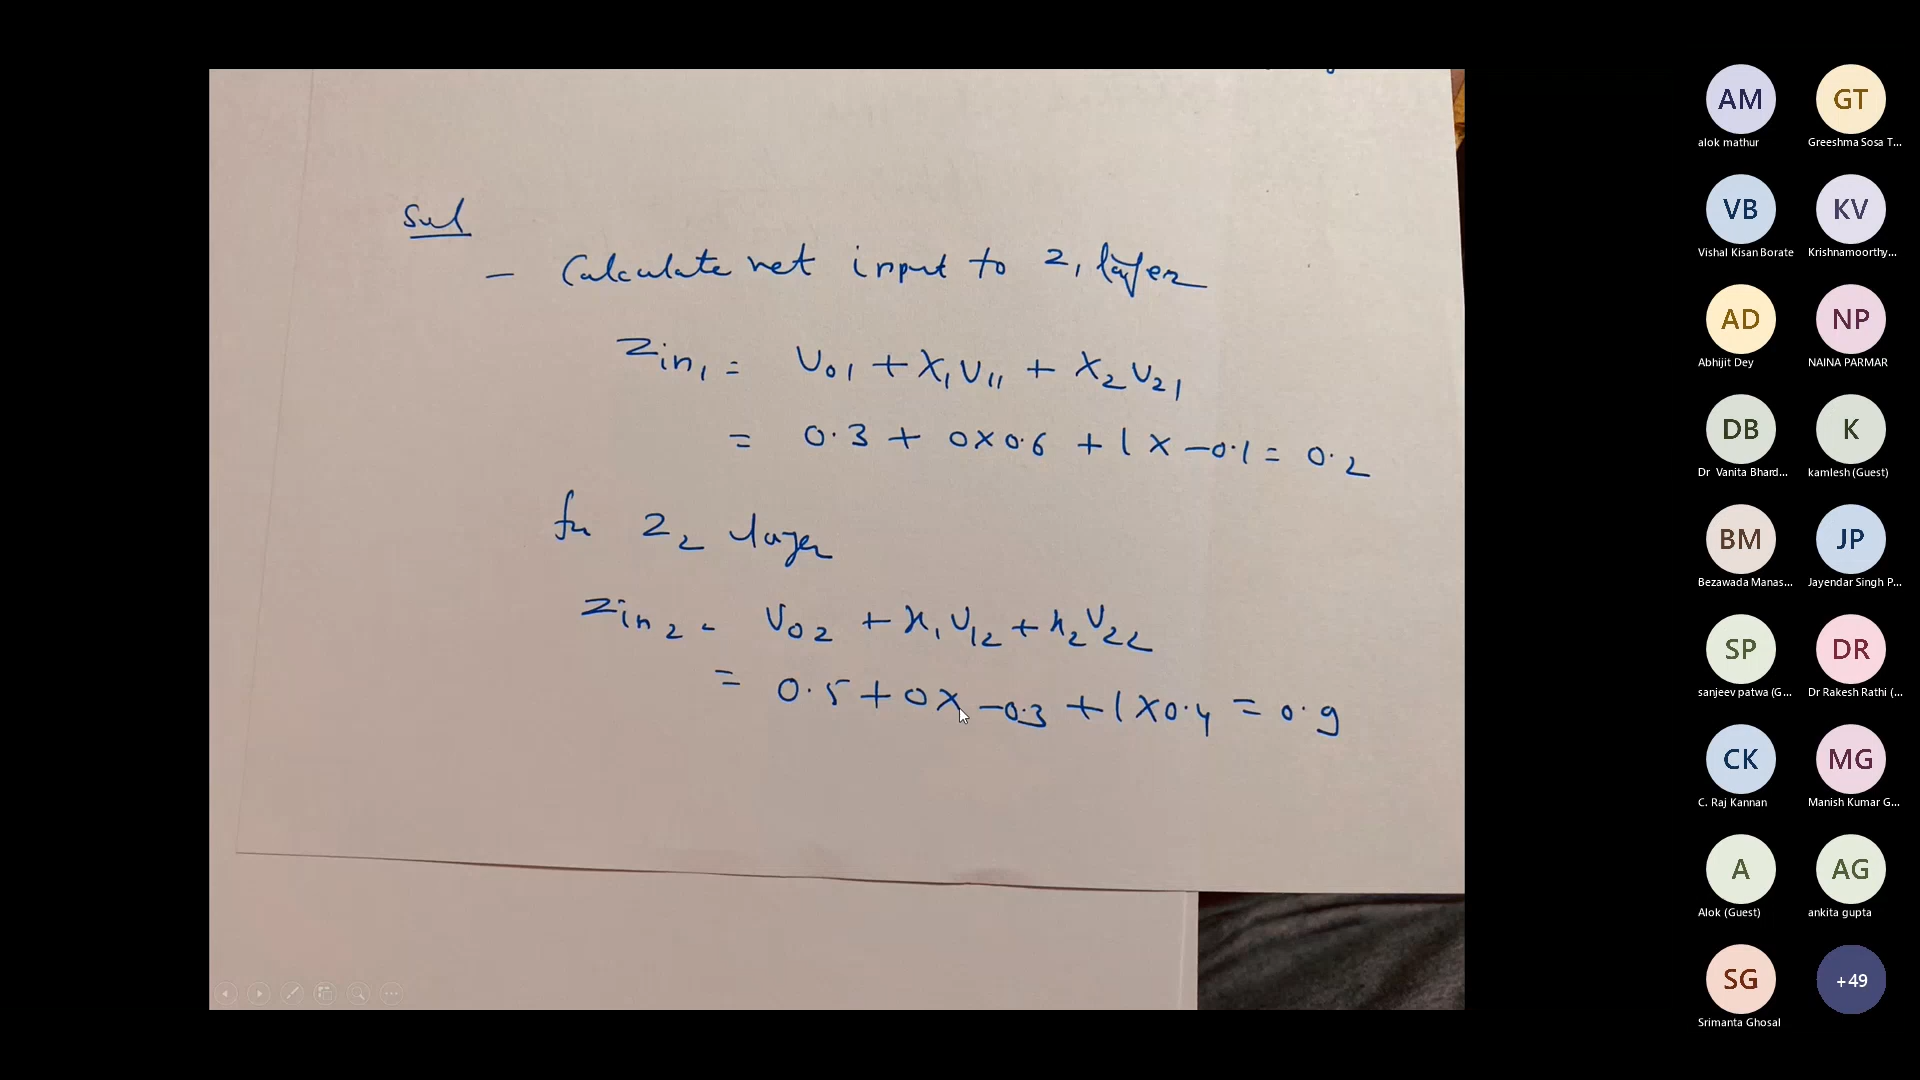 Sol
- Calculate net input to z₁ layer
Zin₁ = V₀₁ + X₁V₁₁ + X₂V₂₁
= 0.3 + 0x0.6 + 1 x -0.1 = 0.2
for Z₂ layer
Zin₂ = V₀₂ + x₁V₁₂ + x₂V₂₂
= 0.5 + 0x -0.3 + 1 x 0.4 = 0.9
AM GT
alok mathur Greeshma Sosa T...
VB KV
Vishal Kisan Borate Krishnamoorthy...
AD NP
Abhijit Dey NAINA PARMAR
DB K
Dr Vanita Bhard... kamlesh (Guest)
BM JP
Bezawada Manas... Jayendar Singh P...
SP DR
sanjeev patwa (G... Dr Rakesh Rathi (...
CK MG
C. Raj Kannan Manish Kumar G...
A AG
Alok (Guest) ankita gupta
SG +49
Srimanta Ghosal